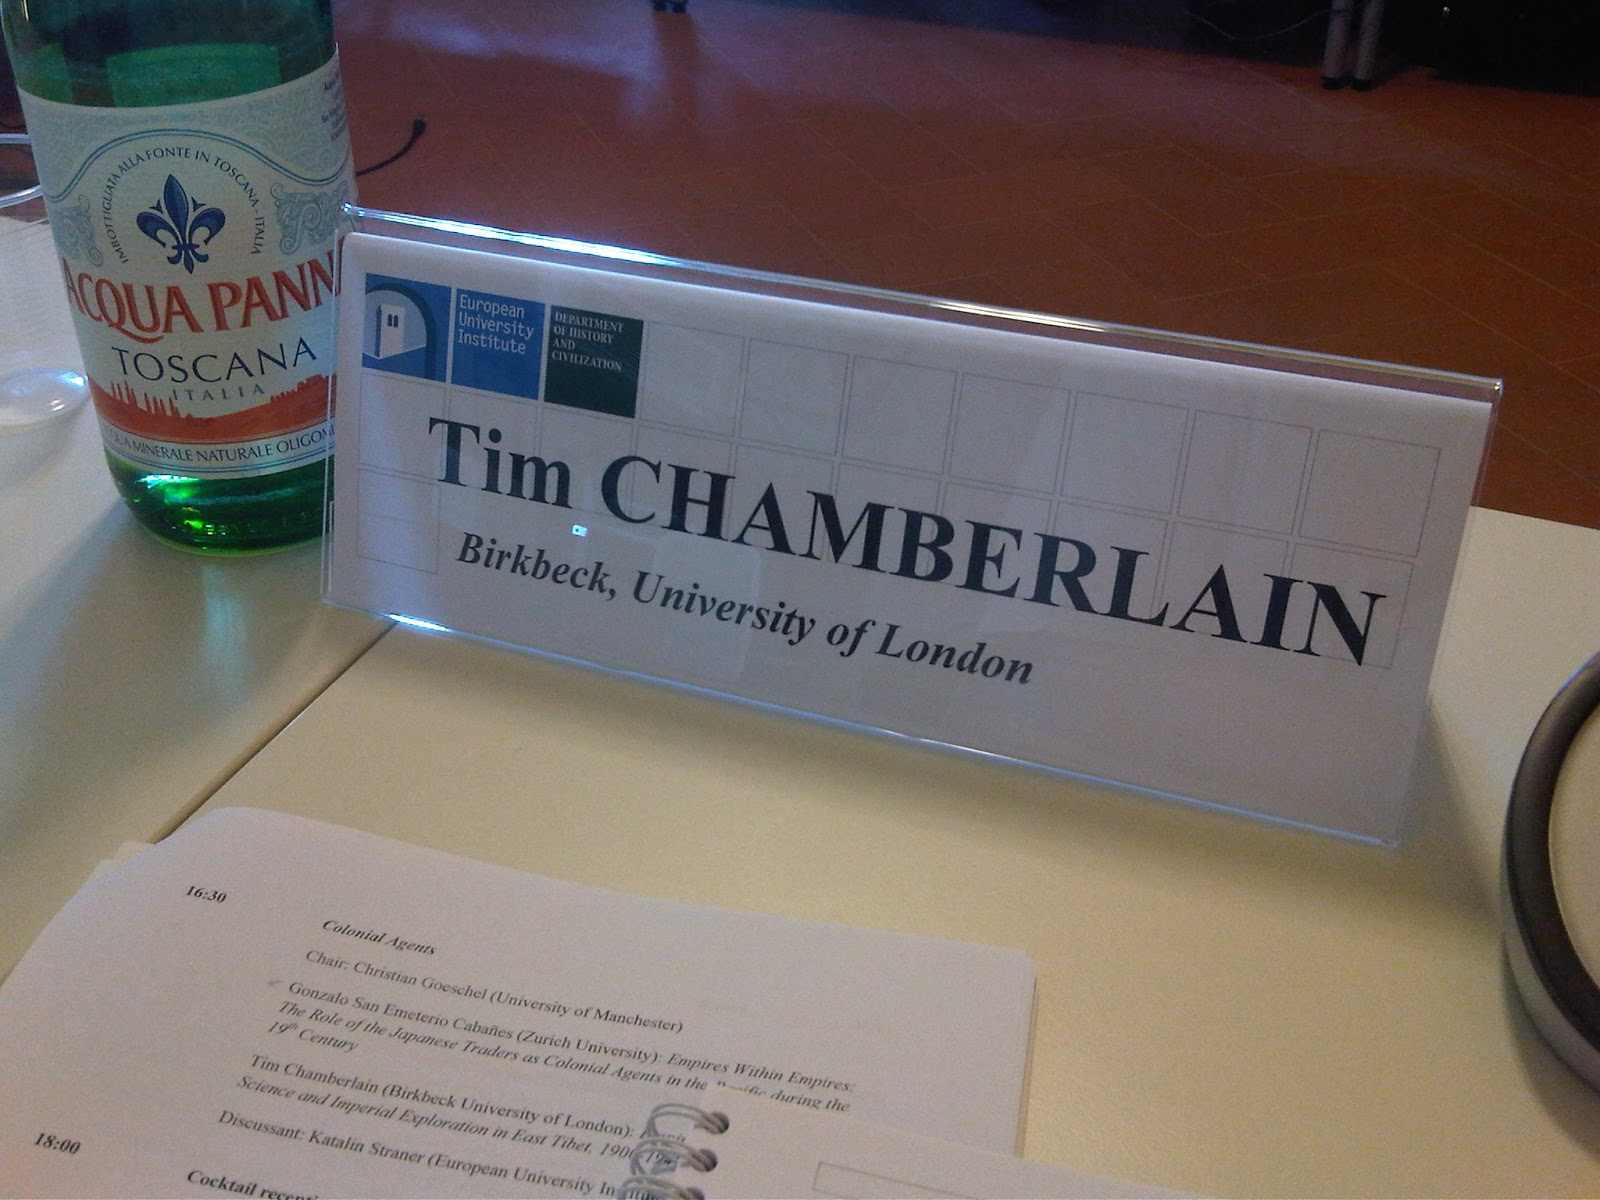 IMBOTTIGLIATA ALLA FONTE IN TOSCANA - ITALIA
ACQUA PANN
TOSCANA
ITALIA
ACQUA MINERALE NATURALE
European
University
Institute
DEPARTMENT
OF HISTORY
AND
CIVILIZATION
Tim CHAMBERLAIN
Birkbeck, University of London
16:30
Colonial Agents
Chair: Christian Goeschel (University of Manchester)
Gonzalo San Emeterio Cabañes (Zurich University): Empires Within Empires:
The Role of the Japanese Traders as Colonial Agents in the Pacific during the
19th Century
Tim Chamberlain (Birkbeck University of London):
Science and Imperial Exploration in East Tibet,
Discussant: Katalin Straner (European University
18:00
Cocktail